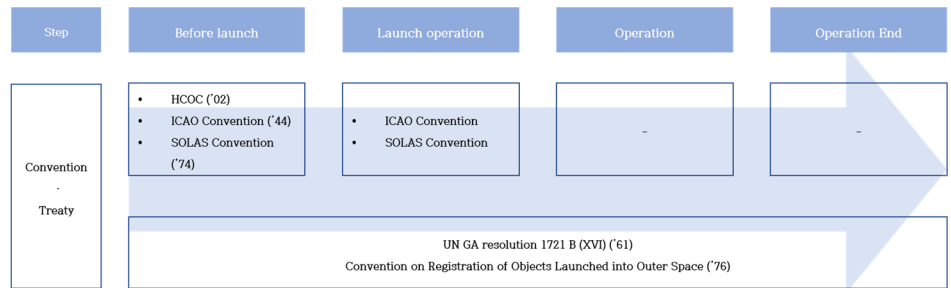 Step
Before launch
Launch operation
Operation
Operation End
Convention
·
Treaty
• HCOC ('02)
• ICAO Convention ('44)
• SOLAS Convention
('74)
• ICAO Convention
• SOLAS Convention
–
–
UN GA resolution 1721 B (XVI) ('61)
Convention on Registration of Objects Launched into Outer Space ('76)